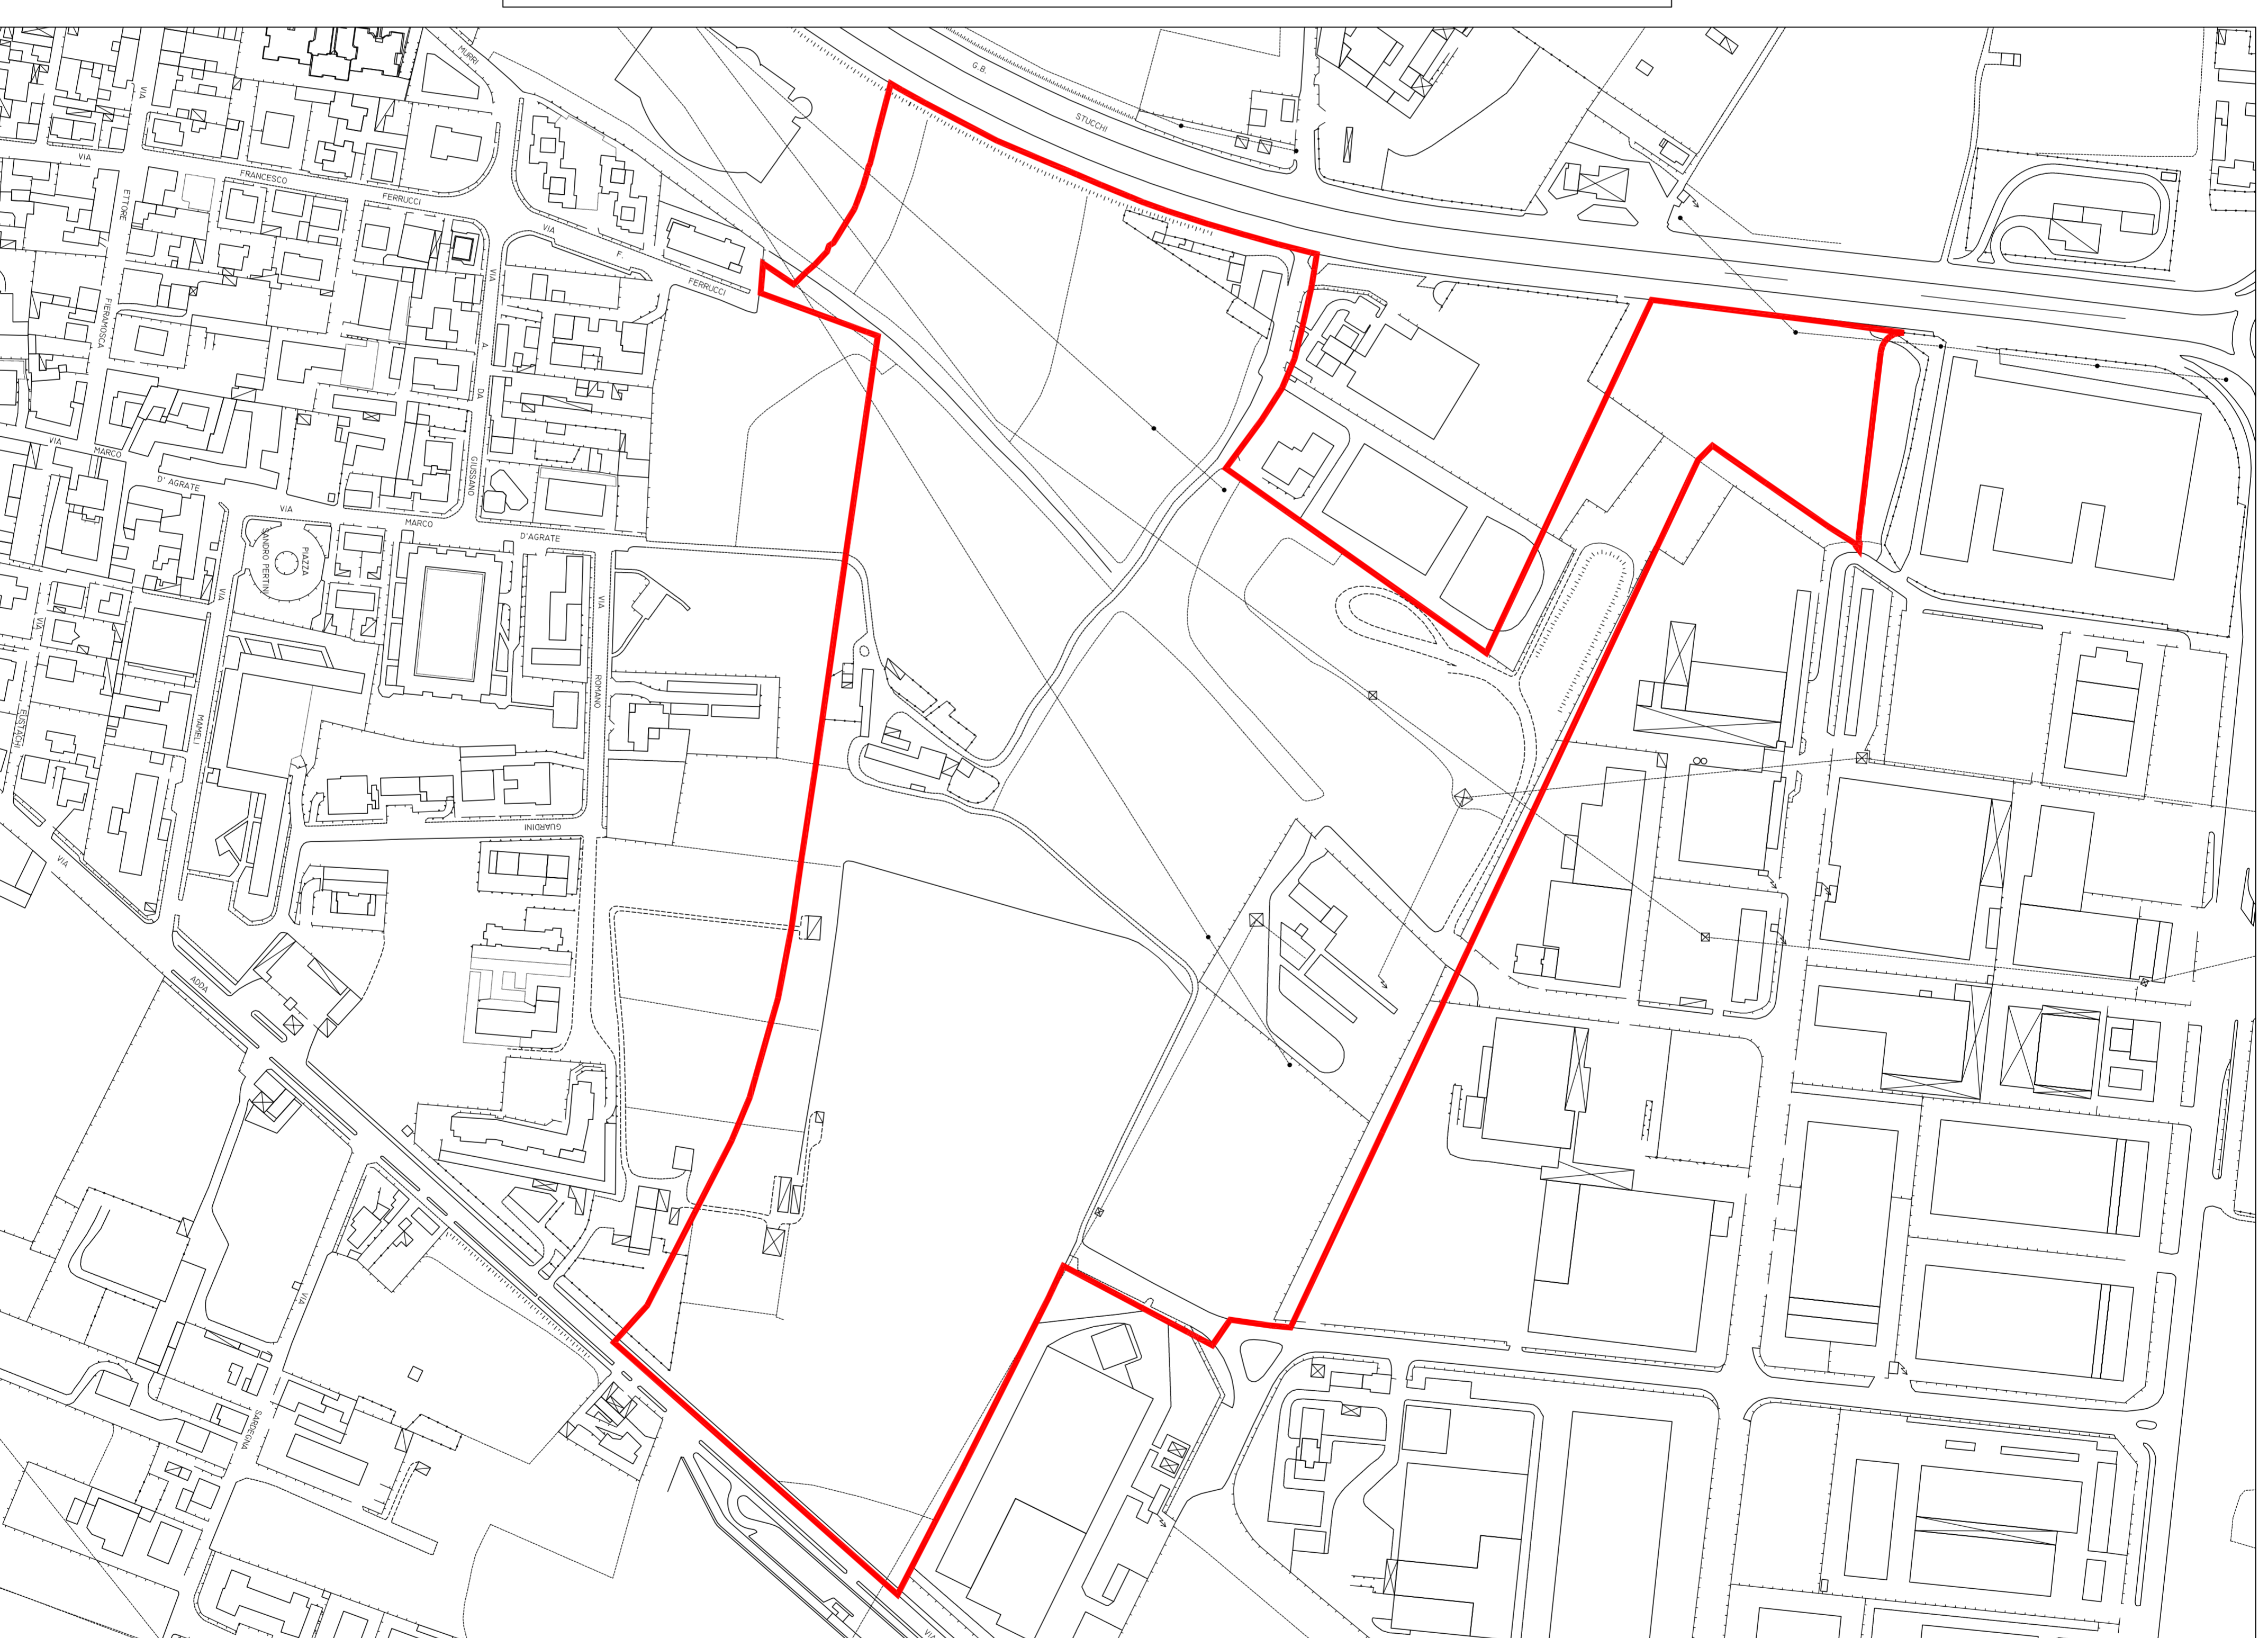 MURRI
G.B.
STUCCHI
VIA
VIA
FRANCESCO
FERRUCCI
ETTORE
FIERAMOSCA
VIA
F.
FERRUCCI
VIA
A.
DA
GIUSSANO
VIA
MARCO
D' AGRATE
VIA
MARCO
D'AGRATE
PIAZZA
SANDRO PERTINI
VIA
MAMELI
VIA
EUSTACHI
VIA
ROMANO
GUARDINI
VIA
ADDA
VIA
SARDEGNA
VIA